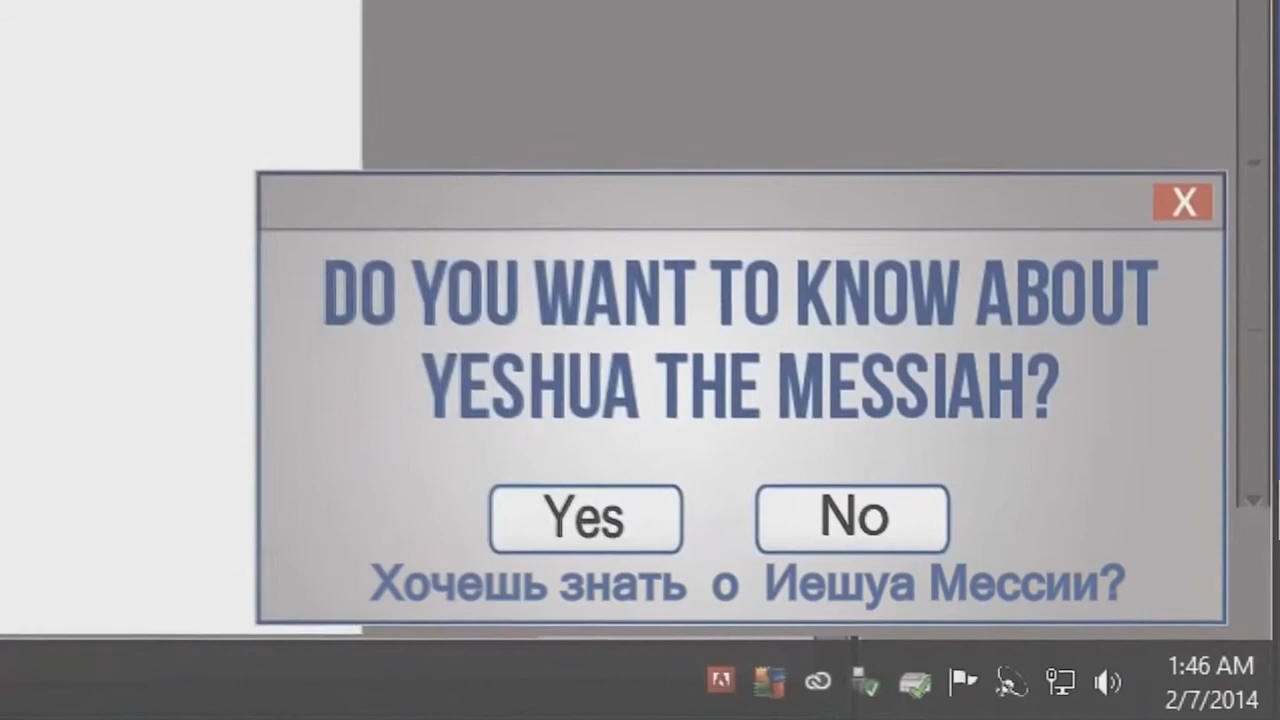 X
DO YOU WANT TO KNOW ABOUT
YESHUA THE MESSIAH?
Yes
No
Хочешь знать о Иешуа Мессии?
1:46 AM
2/7/2014